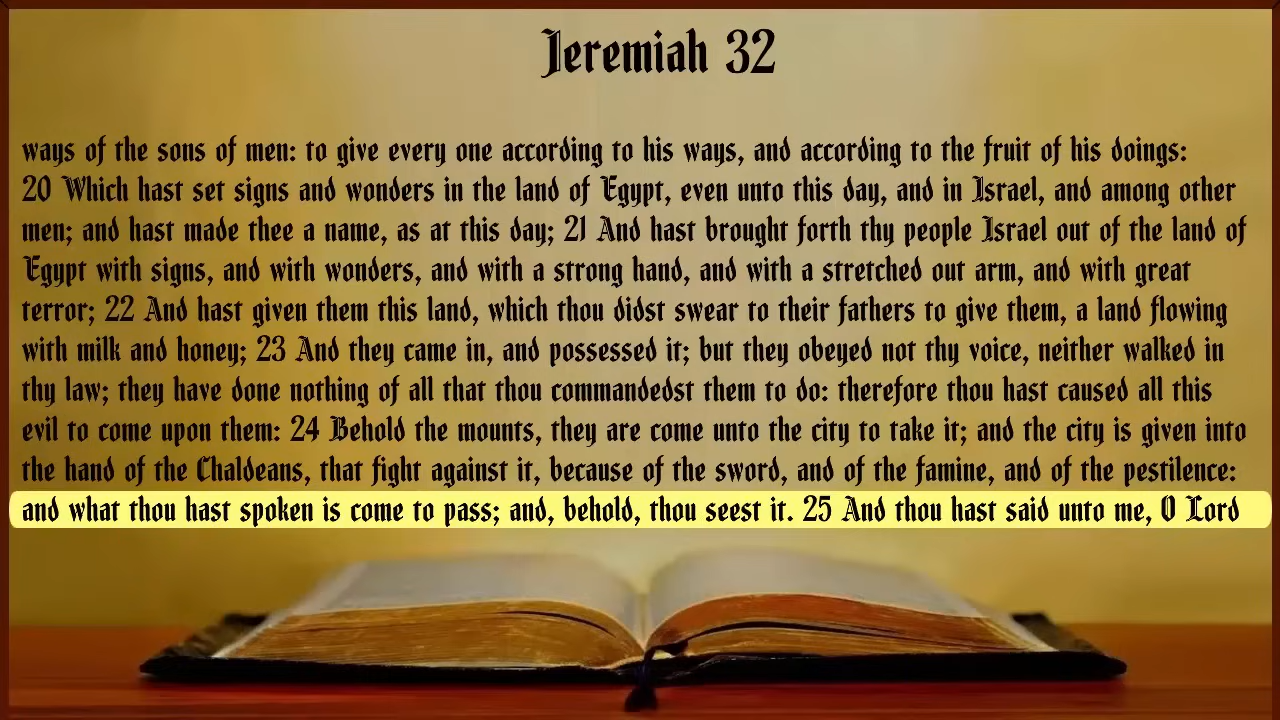 Jeremiah 32
ways of the sons of men: to give every one according to his ways, and according to the fruit of his doings:
20 Which hast set signs and wonders in the land of Egypt, even unto this day, and in Israel, and among other
men; and hast made thee a name, as at this day; 21 And hast brought forth thy people Israel out of the land of
Egypt with signs, and with wonders, and with a strong hand, and with a stretched out arm, and with great
terror; 22 And hast given them this land, which thou didst swear to their fathers to give them, a land flowing
with milk and honey; 23 And they came in, and possessed it; but they obeyed not thy voice, neither walked in
thy law; they have done nothing of all that thou commandedst them to do: therefore thou hast caused all this
evil to come upon them: 24 Behold the mounts, they are come unto the city to take it; and the city is given into
the hand of the Chaldeans, that fight against it, because of the sword, and of the famine, and of the pestilence:
and what thou hast spoken is come to pass; and, behold, thou seest it. 25 And thou hast said unto me, O Lord